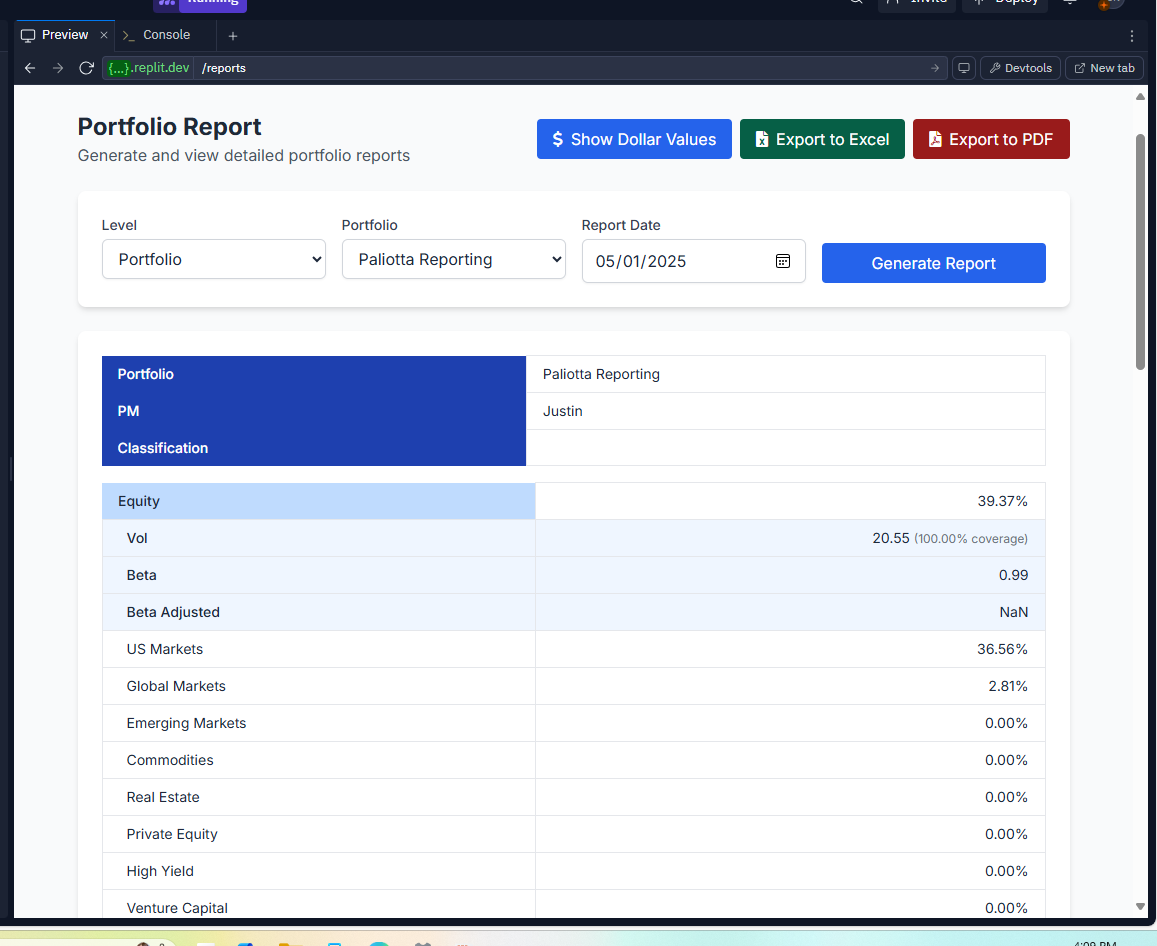 Running
Invite
Deploy
Preview × >_ Console +
{...}.replit.dev /reports Devtools New tab
Portfolio Report
Generate and view detailed portfolio reports
$ Show Dollar Values
Export to Excel
Export to PDF
Level Portfolio Report Date
Portfolio Paliotta Reporting 05/01/2025 Generate Report
Portfolio Paliotta Reporting
PM Justin
Classification
Equity 39.37%
Vol 20.55 (100.00% coverage)
Beta 0.99
Beta Adjusted NaN
US Markets 36.56%
Global Markets 2.81%
Emerging Markets 0.00%
Commodities 0.00%
Real Estate 0.00%
Private Equity 0.00%
High Yield 0.00%
Venture Capital 0.00%
4:09 PM